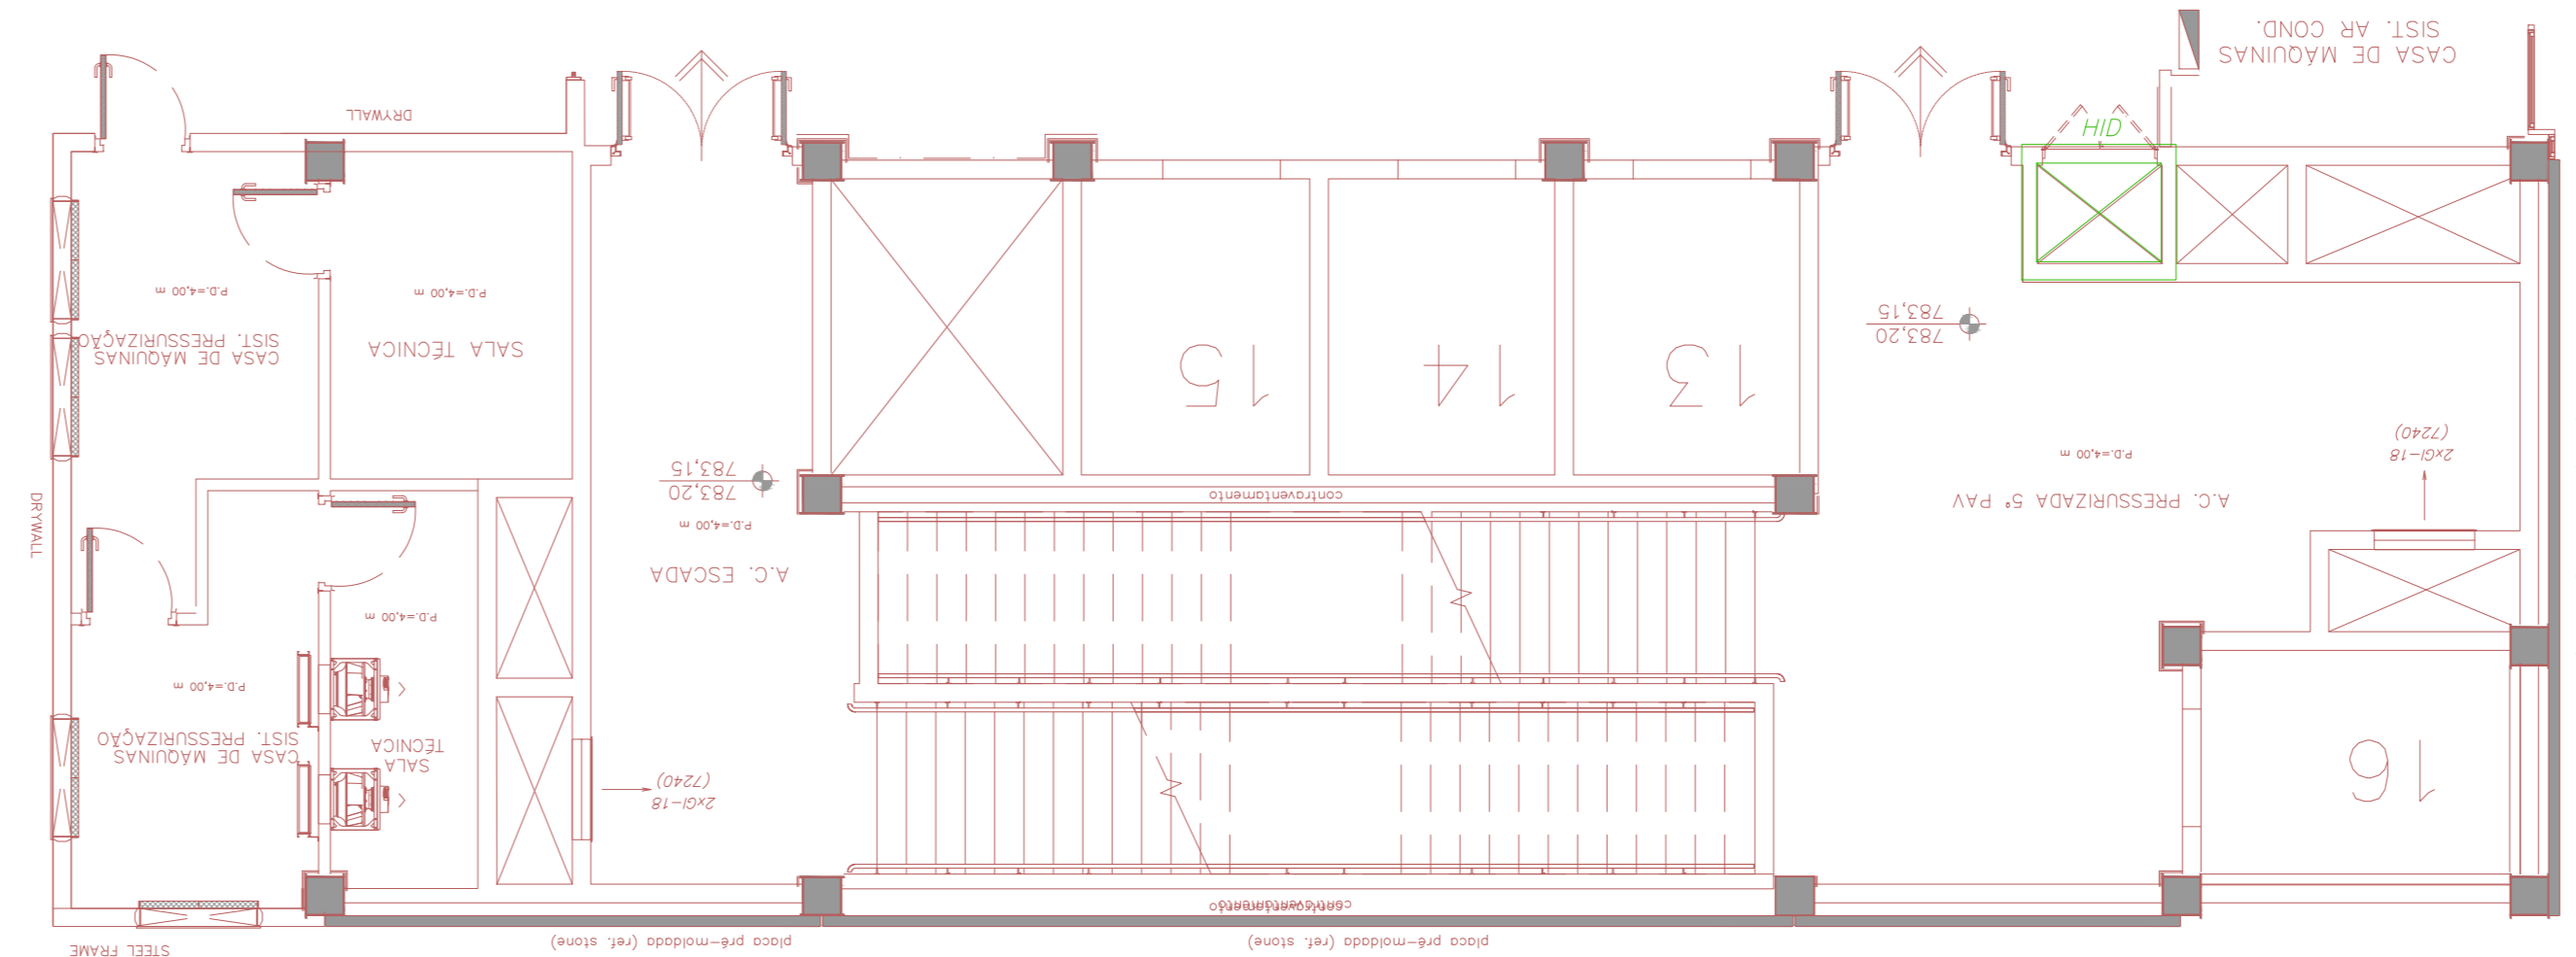 placa pré-moldada (ref. stone)
placa pré-moldada (ref. stone)
STEEL FRAME
contraventamento
contraventamento
16
2xGI-18
(7240)
SALA
TÉCNICA
CASA DE MÁQUINAS
SIST. PRESSURIZAÇÃO
P.D.=4,00 m
P.D.=4,00 m
A.C. ESCADA
P.D.=4,00 m
DRYWALL
A.C. PRESSURIZADA 5º PAV
P.D.=4,00 m
2xGI-18
(7240)
contraventamento
783,20
783,15
13
14
15
SALA TÉCNICA
P.D.=4,00 m
CASA DE MÁQUINAS
SIST. PRESSURIZAÇÃO
P.D.=4,00 m
783,20
783,15
HID
DRYWALL
CASA DE MÁQUINAS
SIST. AR COND.